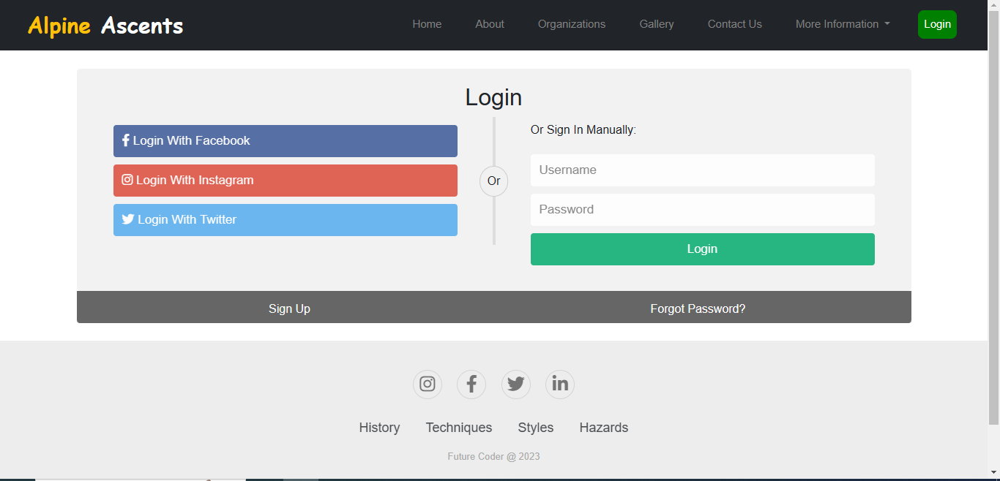 Alpine Ascents
Home About Organizations Gallery Contact Us More Information Login
Login
Login With Facebook
Login With Instagram
Login With Twitter
Or
Or Sign In Manually:
Username
Password
Login
Sign Up Forgot Password?
History Techniques Styles Hazards
Future Coder @ 2023